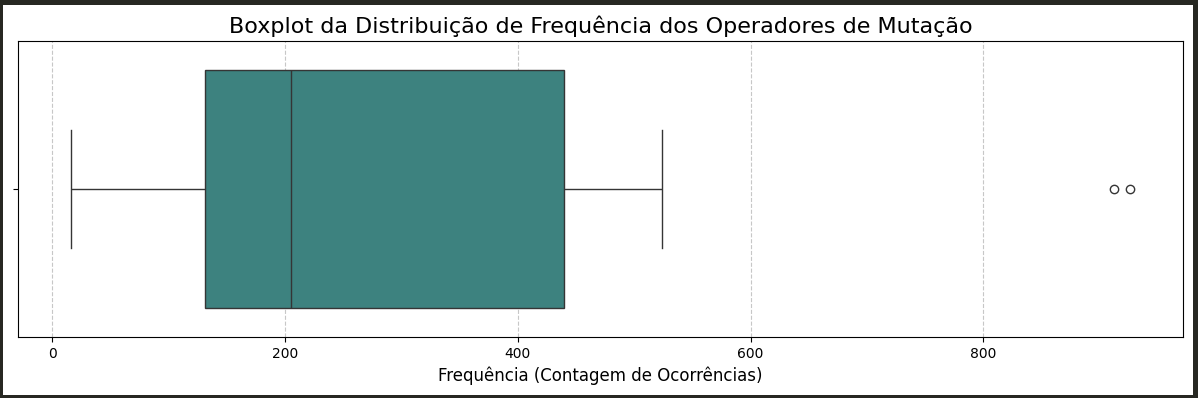 Boxplot da Distribuição de Frequência dos Operadores de Mutação
0 200 400 600 800
Frequência (Contagem de Ocorrências)